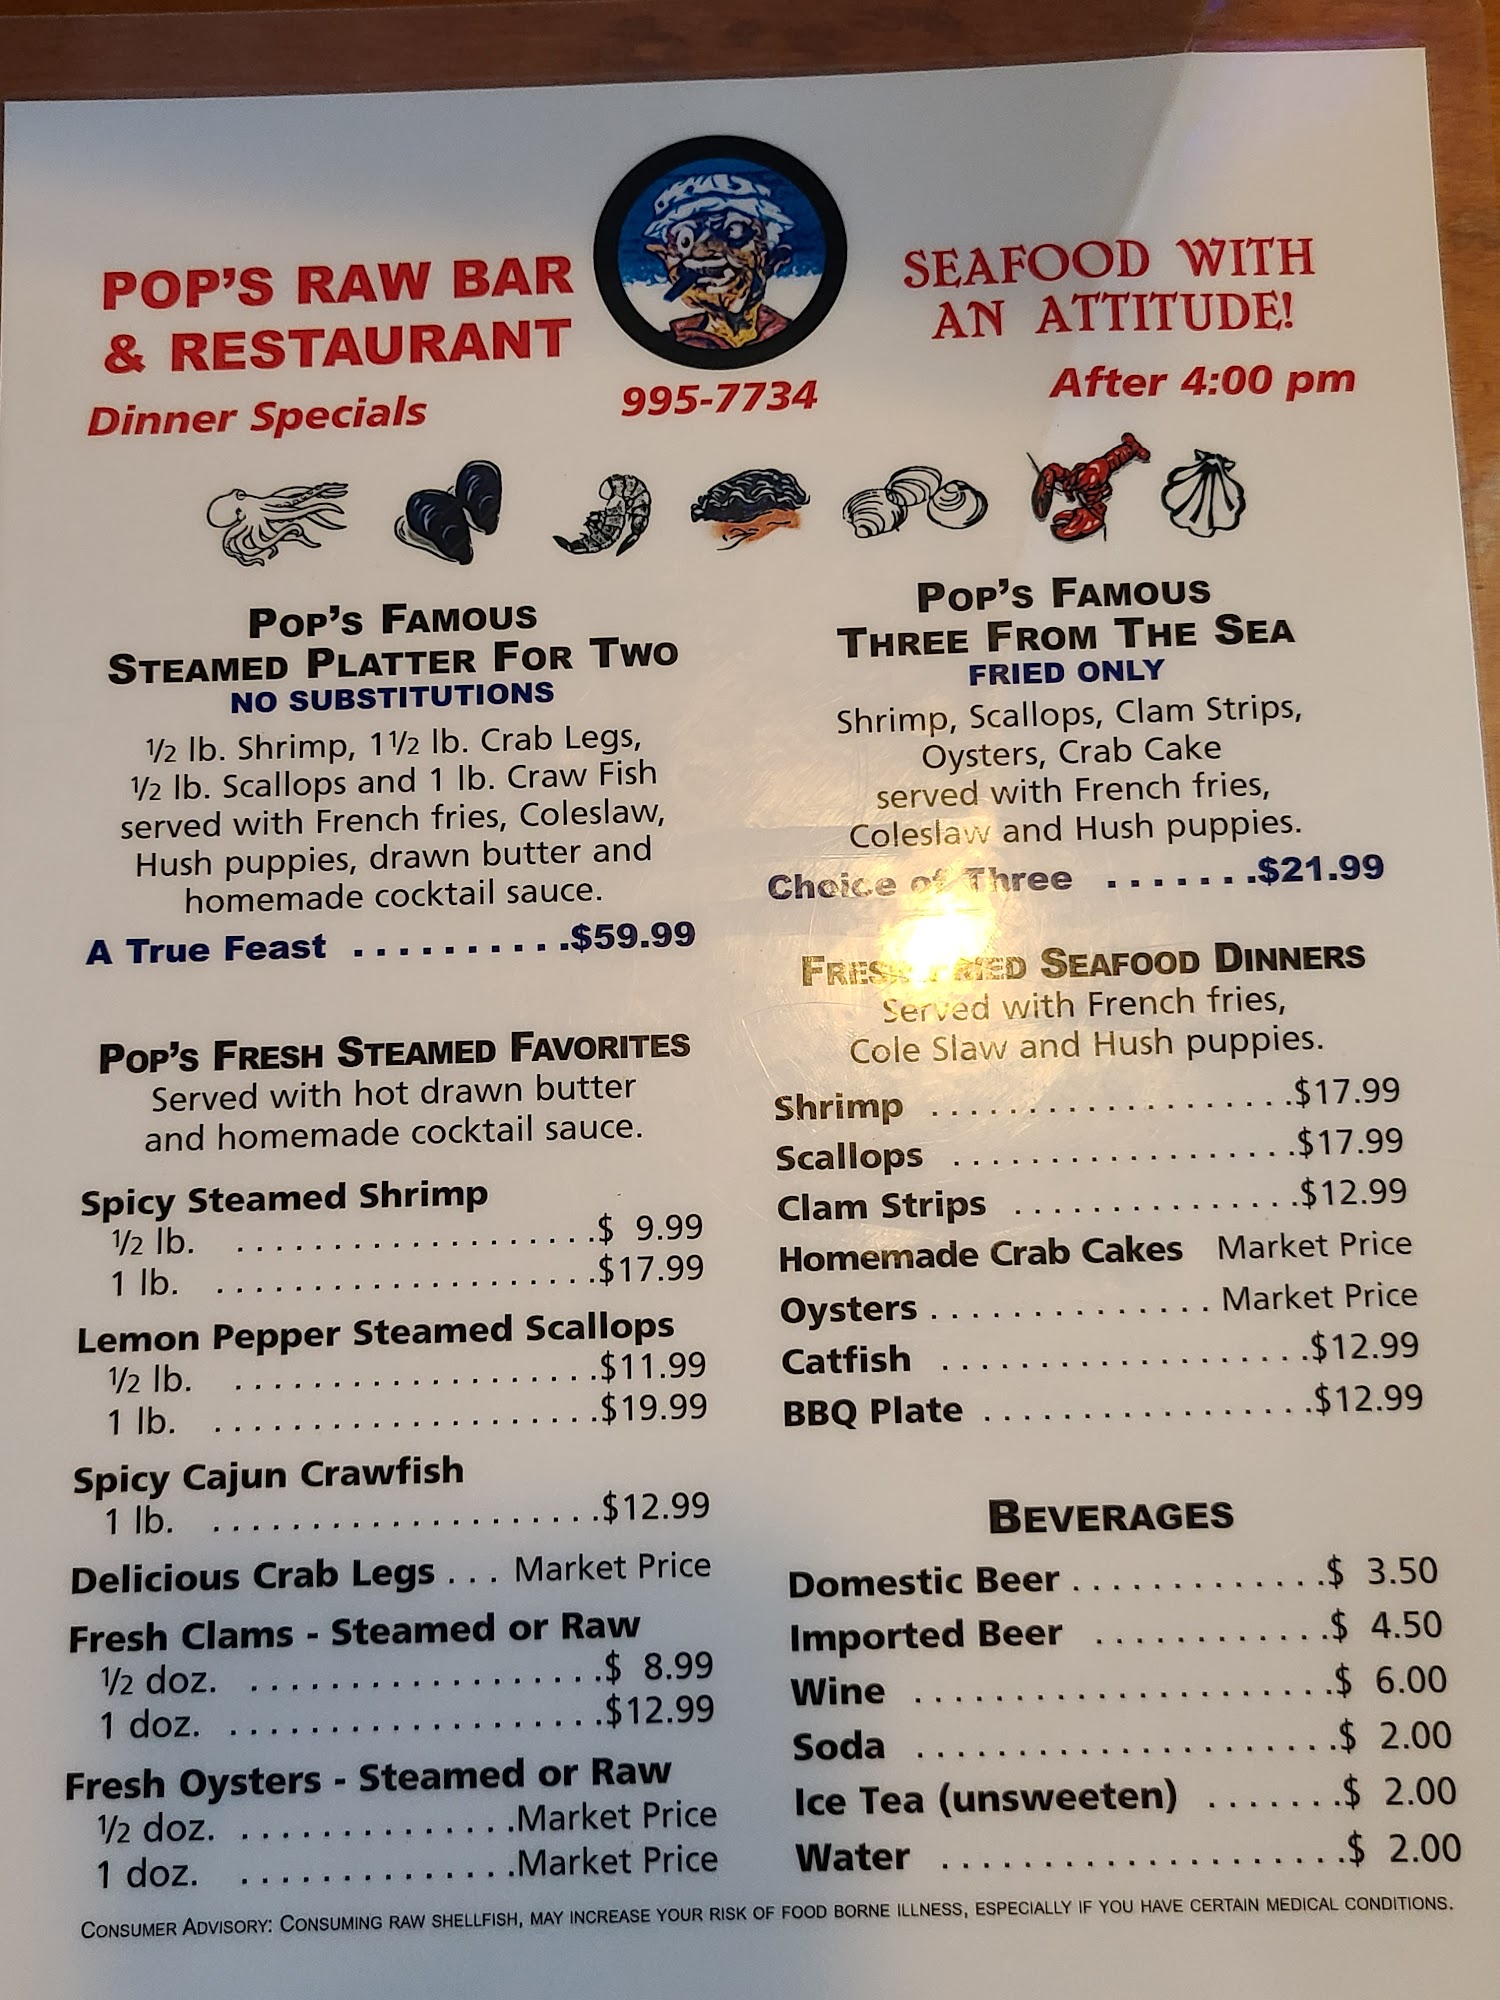 POP'S RAW BAR
& RESTAURANT
Dinner Specials
995-7734
SEAFOOD WITH
AN ATTITUDE!
After 4:00 pm
POP'S FAMOUS
STEAMED PLATTER FOR TWO
NO SUBSTITUTIONS
½ lb. Shrimp, 1½ lb. Crab Legs,
½ lb. Scallops and 1 lb. Craw Fish
served with French fries, Coleslaw,
Hush puppies, drawn butter and
homemade cocktail sauce.
A True Feast ..........$59.99
POP'S FRESH STEAMED FAVORITES
Served with hot drawn butter
and homemade cocktail sauce.
Spicy Steamed Shrimp
½ lb. ...................$ 9.99
1 lb. ....................$17.99
Lemon Pepper Steamed Scallops
½ lb. ...................$11.99
1 lb. ....................$19.99
Spicy Cajun Crawfish
1 lb. ....................$12.99
Delicious Crab Legs ... Market Price
Fresh Clams - Steamed or Raw
½ doz. ..................$ 8.99
1 doz. ...................$12.99
Fresh Oysters - Steamed or Raw
½ doz. ..............Market Price
1 doz. ..............Market Price
POP'S FAMOUS
THREE FROM THE SEA
FRIED ONLY
Shrimp, Scallops, Clam Strips,
Oysters, Crab Cake
served with French fries,
Coleslaw and Hush puppies.
Choice of Three .......$21.99
FRESH FRIED SEAFOOD DINNERS
Served with French fries,
Cole Slaw and Hush puppies.
Shrimp ...................$17.99
Scallops ..................$17.99
Clam Strips ...............$12.99
Homemade Crab Cakes Market Price
Oysters .............. Market Price
Catfish ...................$12.99
BBQ Plate .................$12.99
BEVERAGES
Domestic Beer .............$ 3.50
Imported Beer ............$ 4.50
Wine .....................$ 6.00
Soda .....................$ 2.00
Ice Tea (unsweeten) .......$ 2.00
Water ....................$ 2.00
CONSUMER ADVISORY: CONSUMING RAW SHELLFISH, MAY INCREASE YOUR RISK OF FOOD BORNE ILLNESS, ESPECIALLY IF YOU HAVE CERTAIN MEDICAL CONDITIONS.